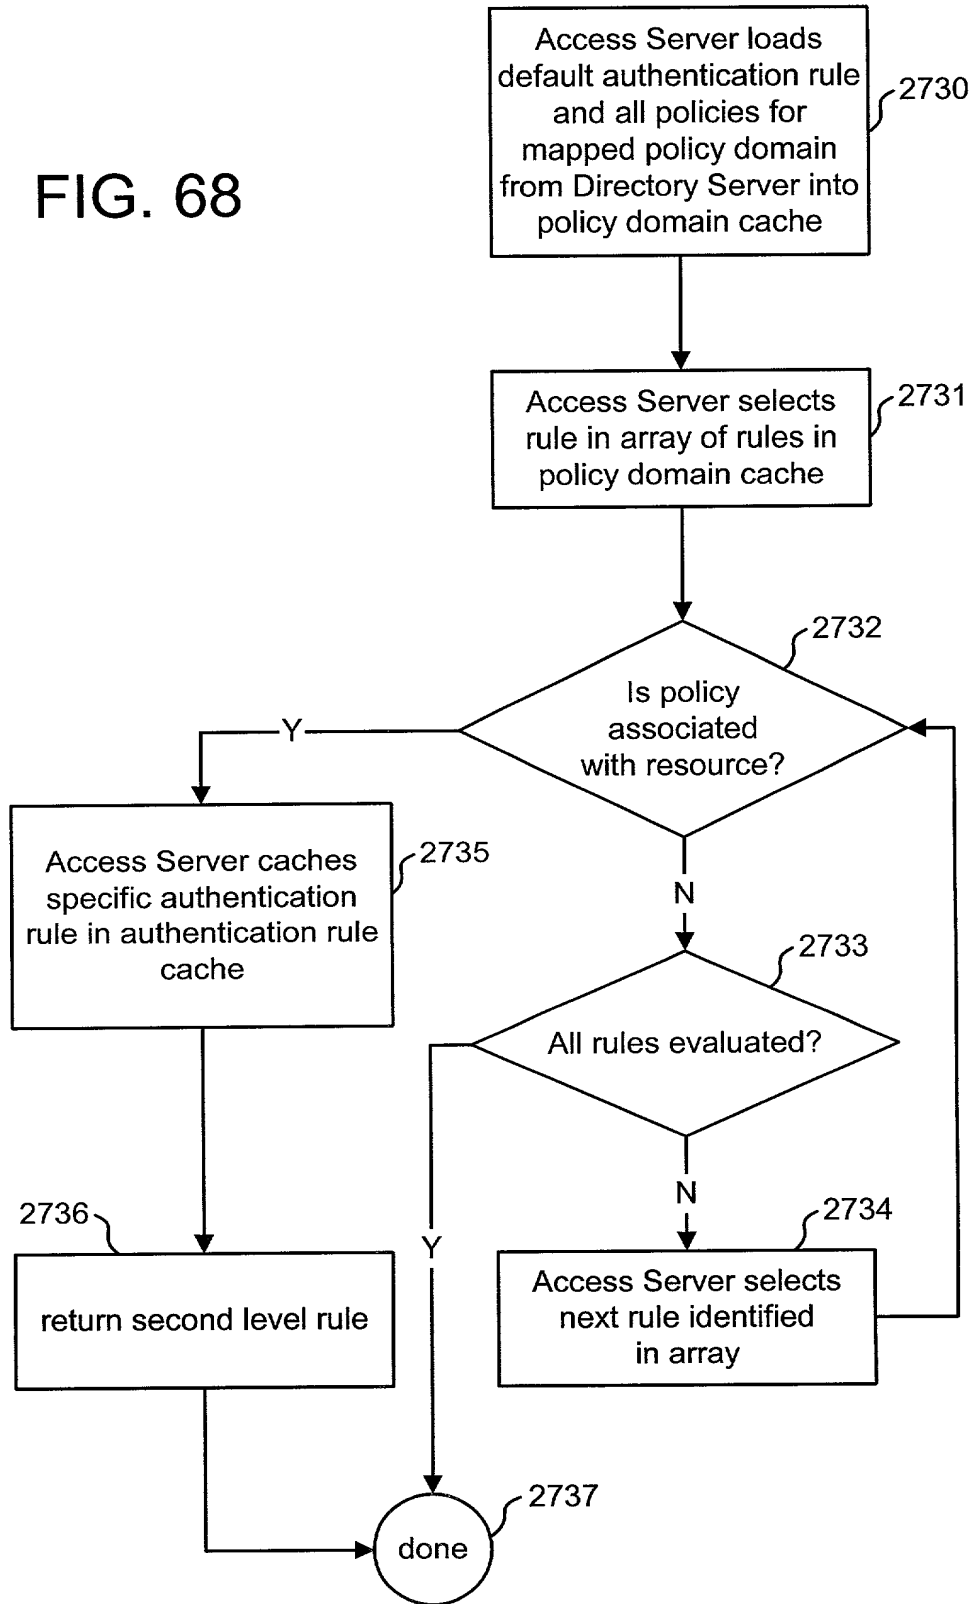 FIG. 68
Access Server loads
default authentication rule
and all policies for
mapped policy domain
from Directory Server into
policy domain cache
2730
Access Server selects
rule in array of rules in
policy domain cache
2731
Is policy
associated
with resource?
2732
Y
N
Access Server caches
specific authentication
rule in authentication rule
cache
2735
All rules evaluated?
2733
Y
N
2736
return second level rule
Access Server selects
next rule identified
in array
2734
done
2737